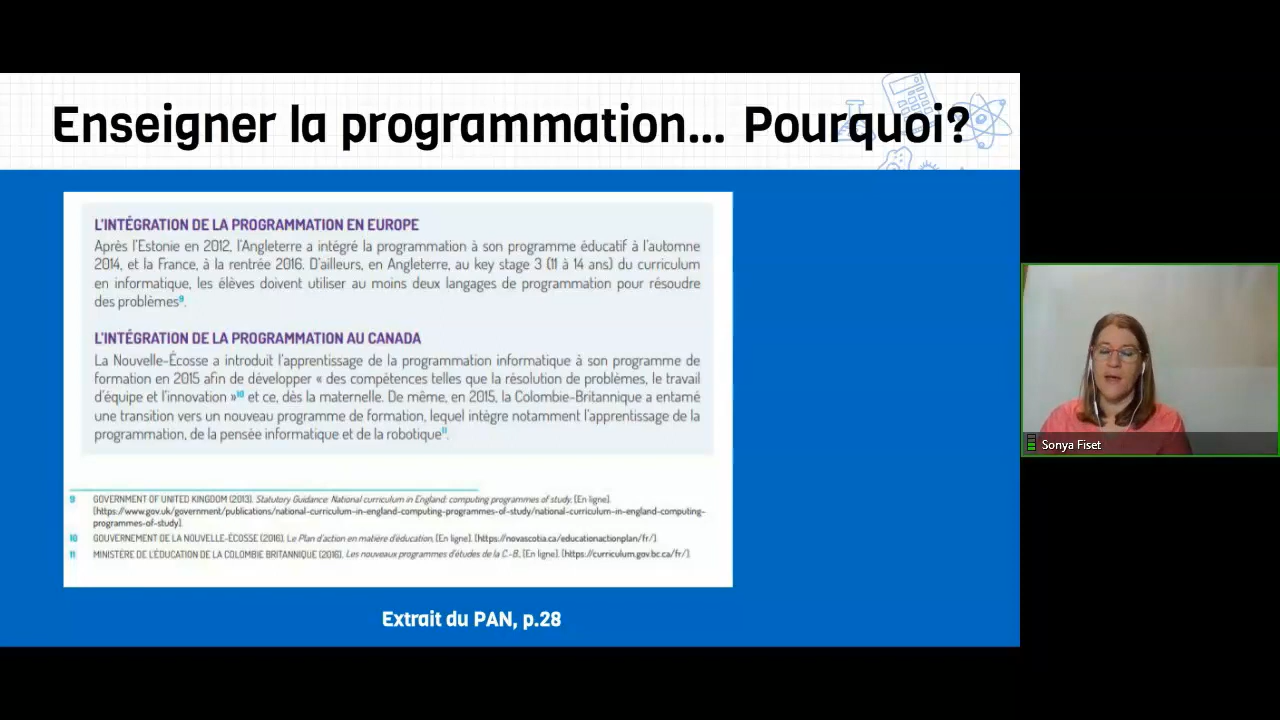 Enseigner la programmation... Pourquoi?
L'INTÉGRATION DE LA PROGRAMMATION EN EUROPE
Après l'Estonie en 2012, l'Angleterre a intégré la programmation à son programme éducatif à l'automne
2014, et la France, à la rentrée 2016. D'ailleurs, en Angleterre, au key stage 3 (11 à 14 ans) du curriculum
en informatique, les élèves doivent utiliser au moins deux langages de programmation pour résoudre
des problèmes⁹.
L'INTÉGRATION DE LA PROGRAMMATION AU CANADA
La Nouvelle-Écosse a introduit l'apprentissage de la programmation informatique à son programme de
formation en 2015 afin de développer « des compétences telles que la résolution de problèmes, le travail
d'équipe et l'innovation »¹⁰ et ce, dès la maternelle. De même, en 2015, la Colombie-Britannique a entamé
une transition vers un nouveau programme de formation, lequel intègre notamment l'apprentissage de la
programmation, de la pensée informatique et de la robotique¹¹.
9 GOVERNMENT OF UNITED KINGDOM (2013). Statutory Guidance: National curriculum in England: computing programmes of study. [En ligne].
[https://www.gov.uk/government/publications/national-curriculum-in-england-computing-programmes-of-study/national-curriculum-in-england-computing-
programmes-of-study].
10 GOUVERNEMENT DE LA NOUVELLE-ÉCOSSE (2016). Le Plan d'action en matière d'éducation, [En ligne]. [https://novascotia.ca/educationactionplan/fr/].
11 MINISTÈRE DE L'ÉDUCATION DE LA COLOMBIE BRITANNIQUE (2016). Les nouveaux programmes d'études de la C.-B., [En ligne]. [https://curriculum.gov.bc.ca/fr/].
Extrait du PAN, p.28
Sonya Fiset